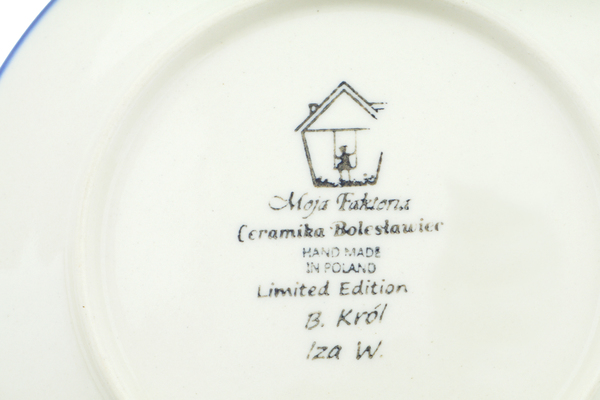 Moja Faktoria
Ceramika Bolesławiec
HAND MADE
IN POLAND
Limited Edition
B. Król
Iza W.